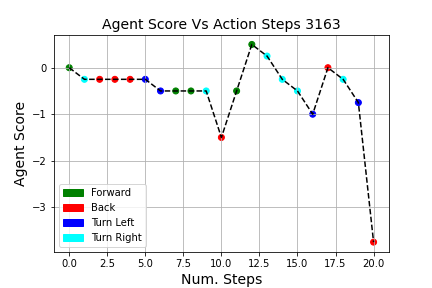 Agent Score Vs Action Steps 3163
Agent Score
0
−1
−2
−3
Forward
Back
Turn Left
Turn Right
0.0 2.5 5.0 7.5 10.0 12.5 15.0 17.5 20.0
Num. Steps